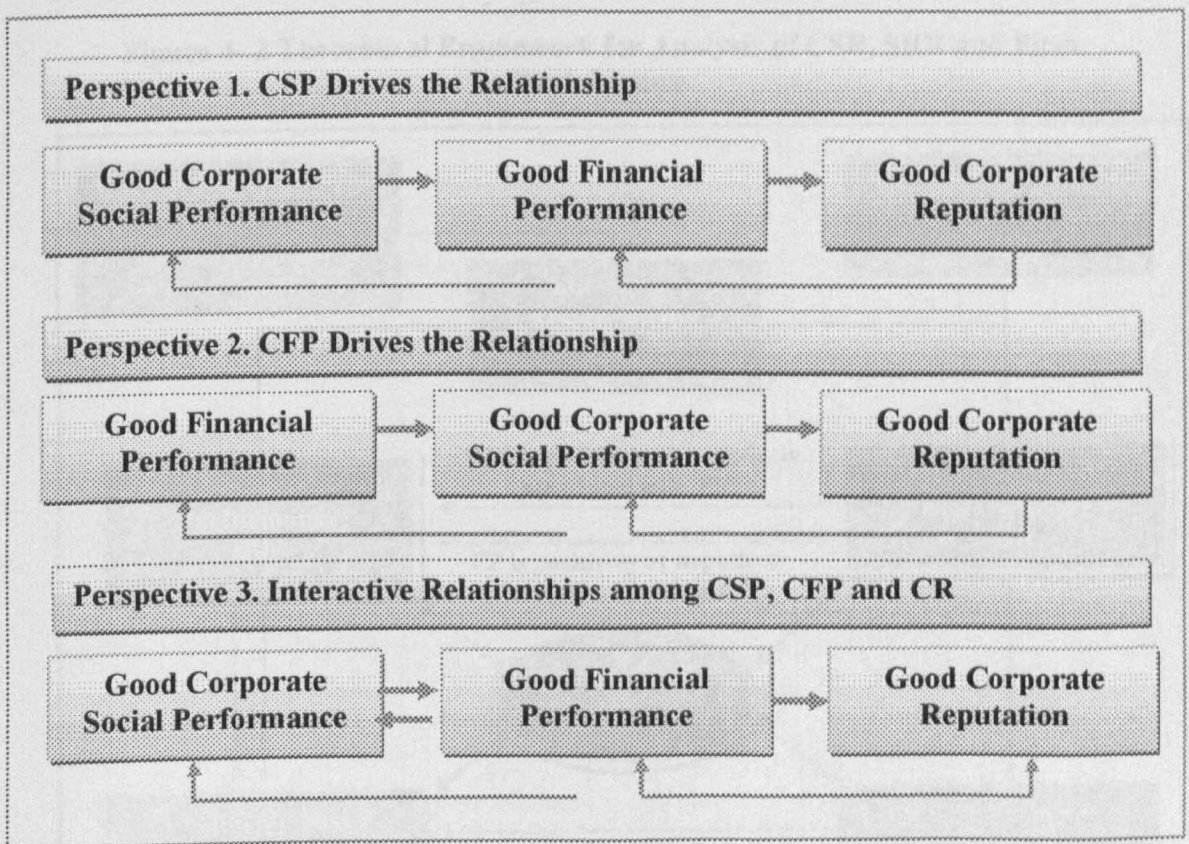 Perspective 1. CSP Drives the Relationship
Good Corporate
Social Performance
Good Financial
Performance
Good Corporate
Reputation
Perspective 2. CFP Drives the Relationship
Good Financial
Performance
Good Corporate
Social Performance
Good Corporate
Reputation
Perspective 3. Interactive Relationships among CSP, CFP and CR
Good Corporate
Social Performance
Good Financial
Performance
Good Corporate
Reputation